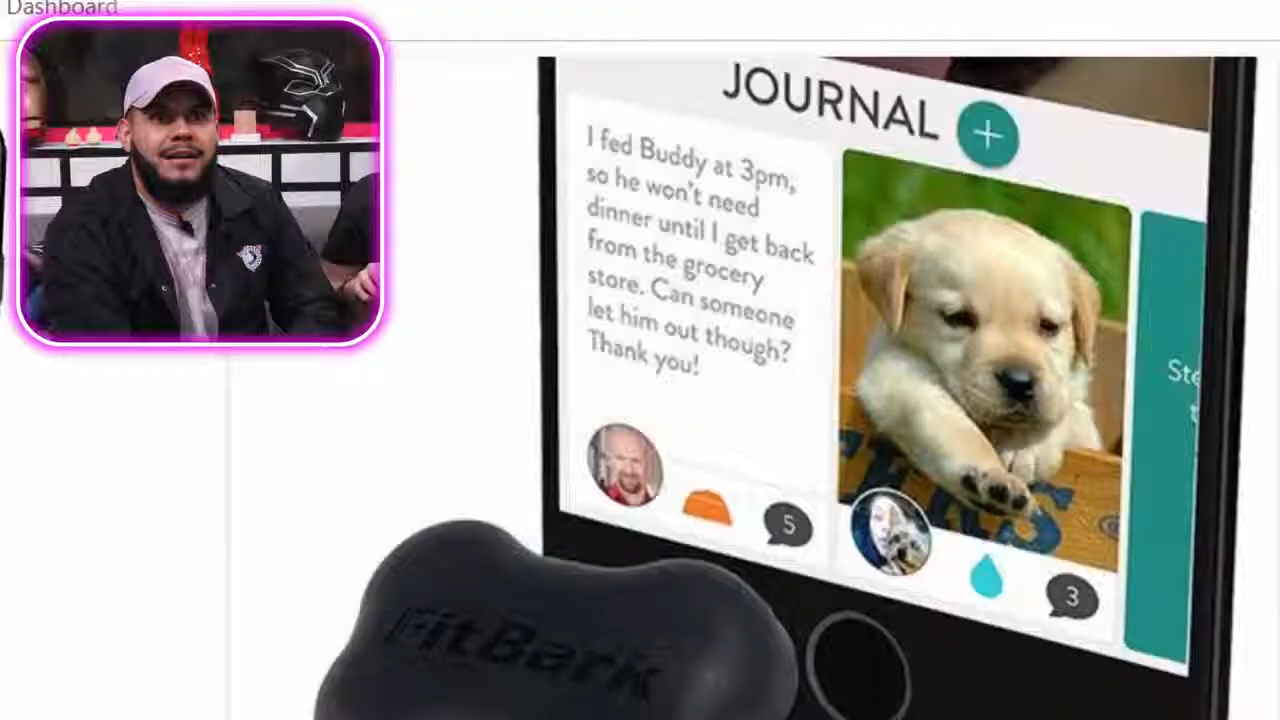 Dashboard
JOURNAL +
I fed Buddy at 3pm,
so he won't need
dinner until I get back
from the grocery
store. Can someone
let him out though?
Thank you!
5
3
FitBark